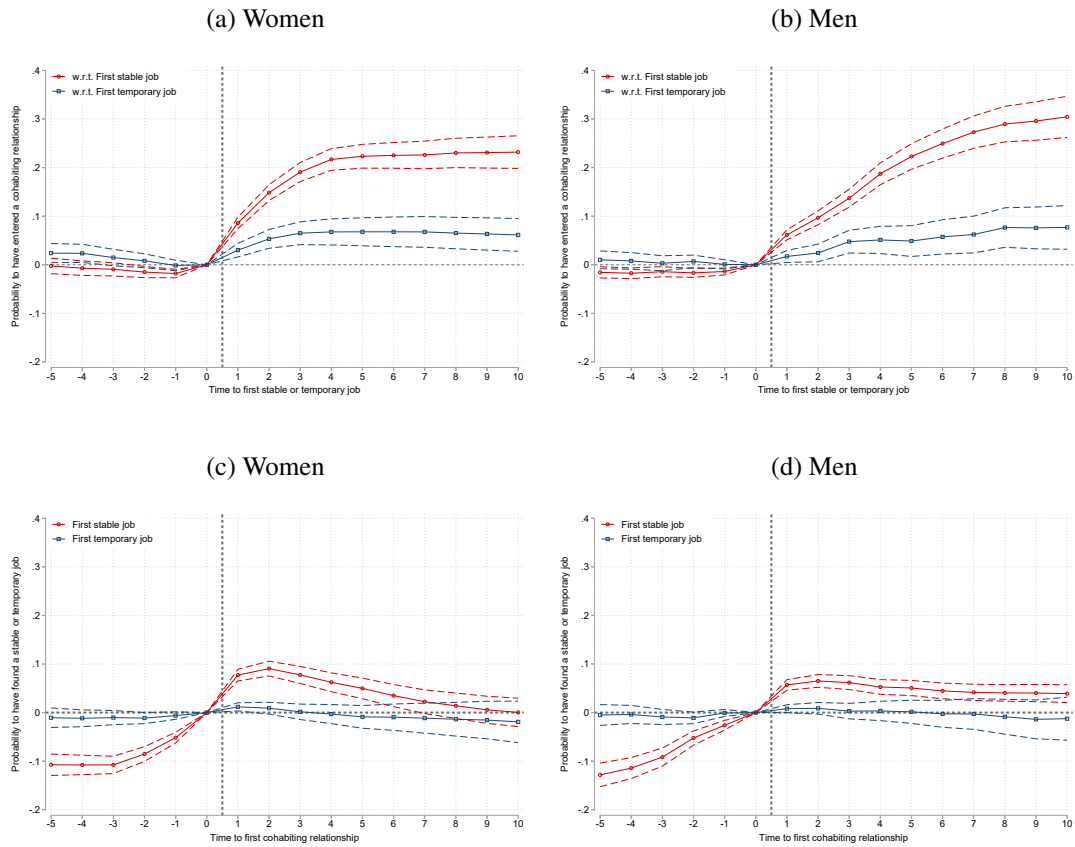 (a) Women
Probability to have entered a cohabiting relationship
.4
.3
.2
.1
0
-.1
-.2
w.r.t. First stable job
w.r.t. First temporary job
-5 -4 -3 -2 -1 0 1 2 3 4 5 6 7 8 9 10
Time to first stable or temporary job
(b) Men
Probability to have entered a cohabiting relationship
.4
.3
.2
.1
0
-.1
-.2
w.r.t. First stable job
w.r.t. First temporary job
-5 -4 -3 -2 -1 0 1 2 3 4 5 6 7 8 9 10
Time to first stable or temporary job
(c) Women
Probability to have found a stable or temporary job
.4
.3
.2
.1
0
-.1
-.2
First stable job
First temporary job
-5 -4 -3 -2 -1 0 1 2 3 4 5 6 7 8 9 10
Time to first cohabiting relationship
(d) Men
Probability to have found a stable or temporary job
.4
.3
.2
.1
0
-.1
-.2
First stable job
First temporary job
-5 -4 -3 -2 -1 0 1 2 3 4 5 6 7 8 9 10
Time to first cohabiting relationship